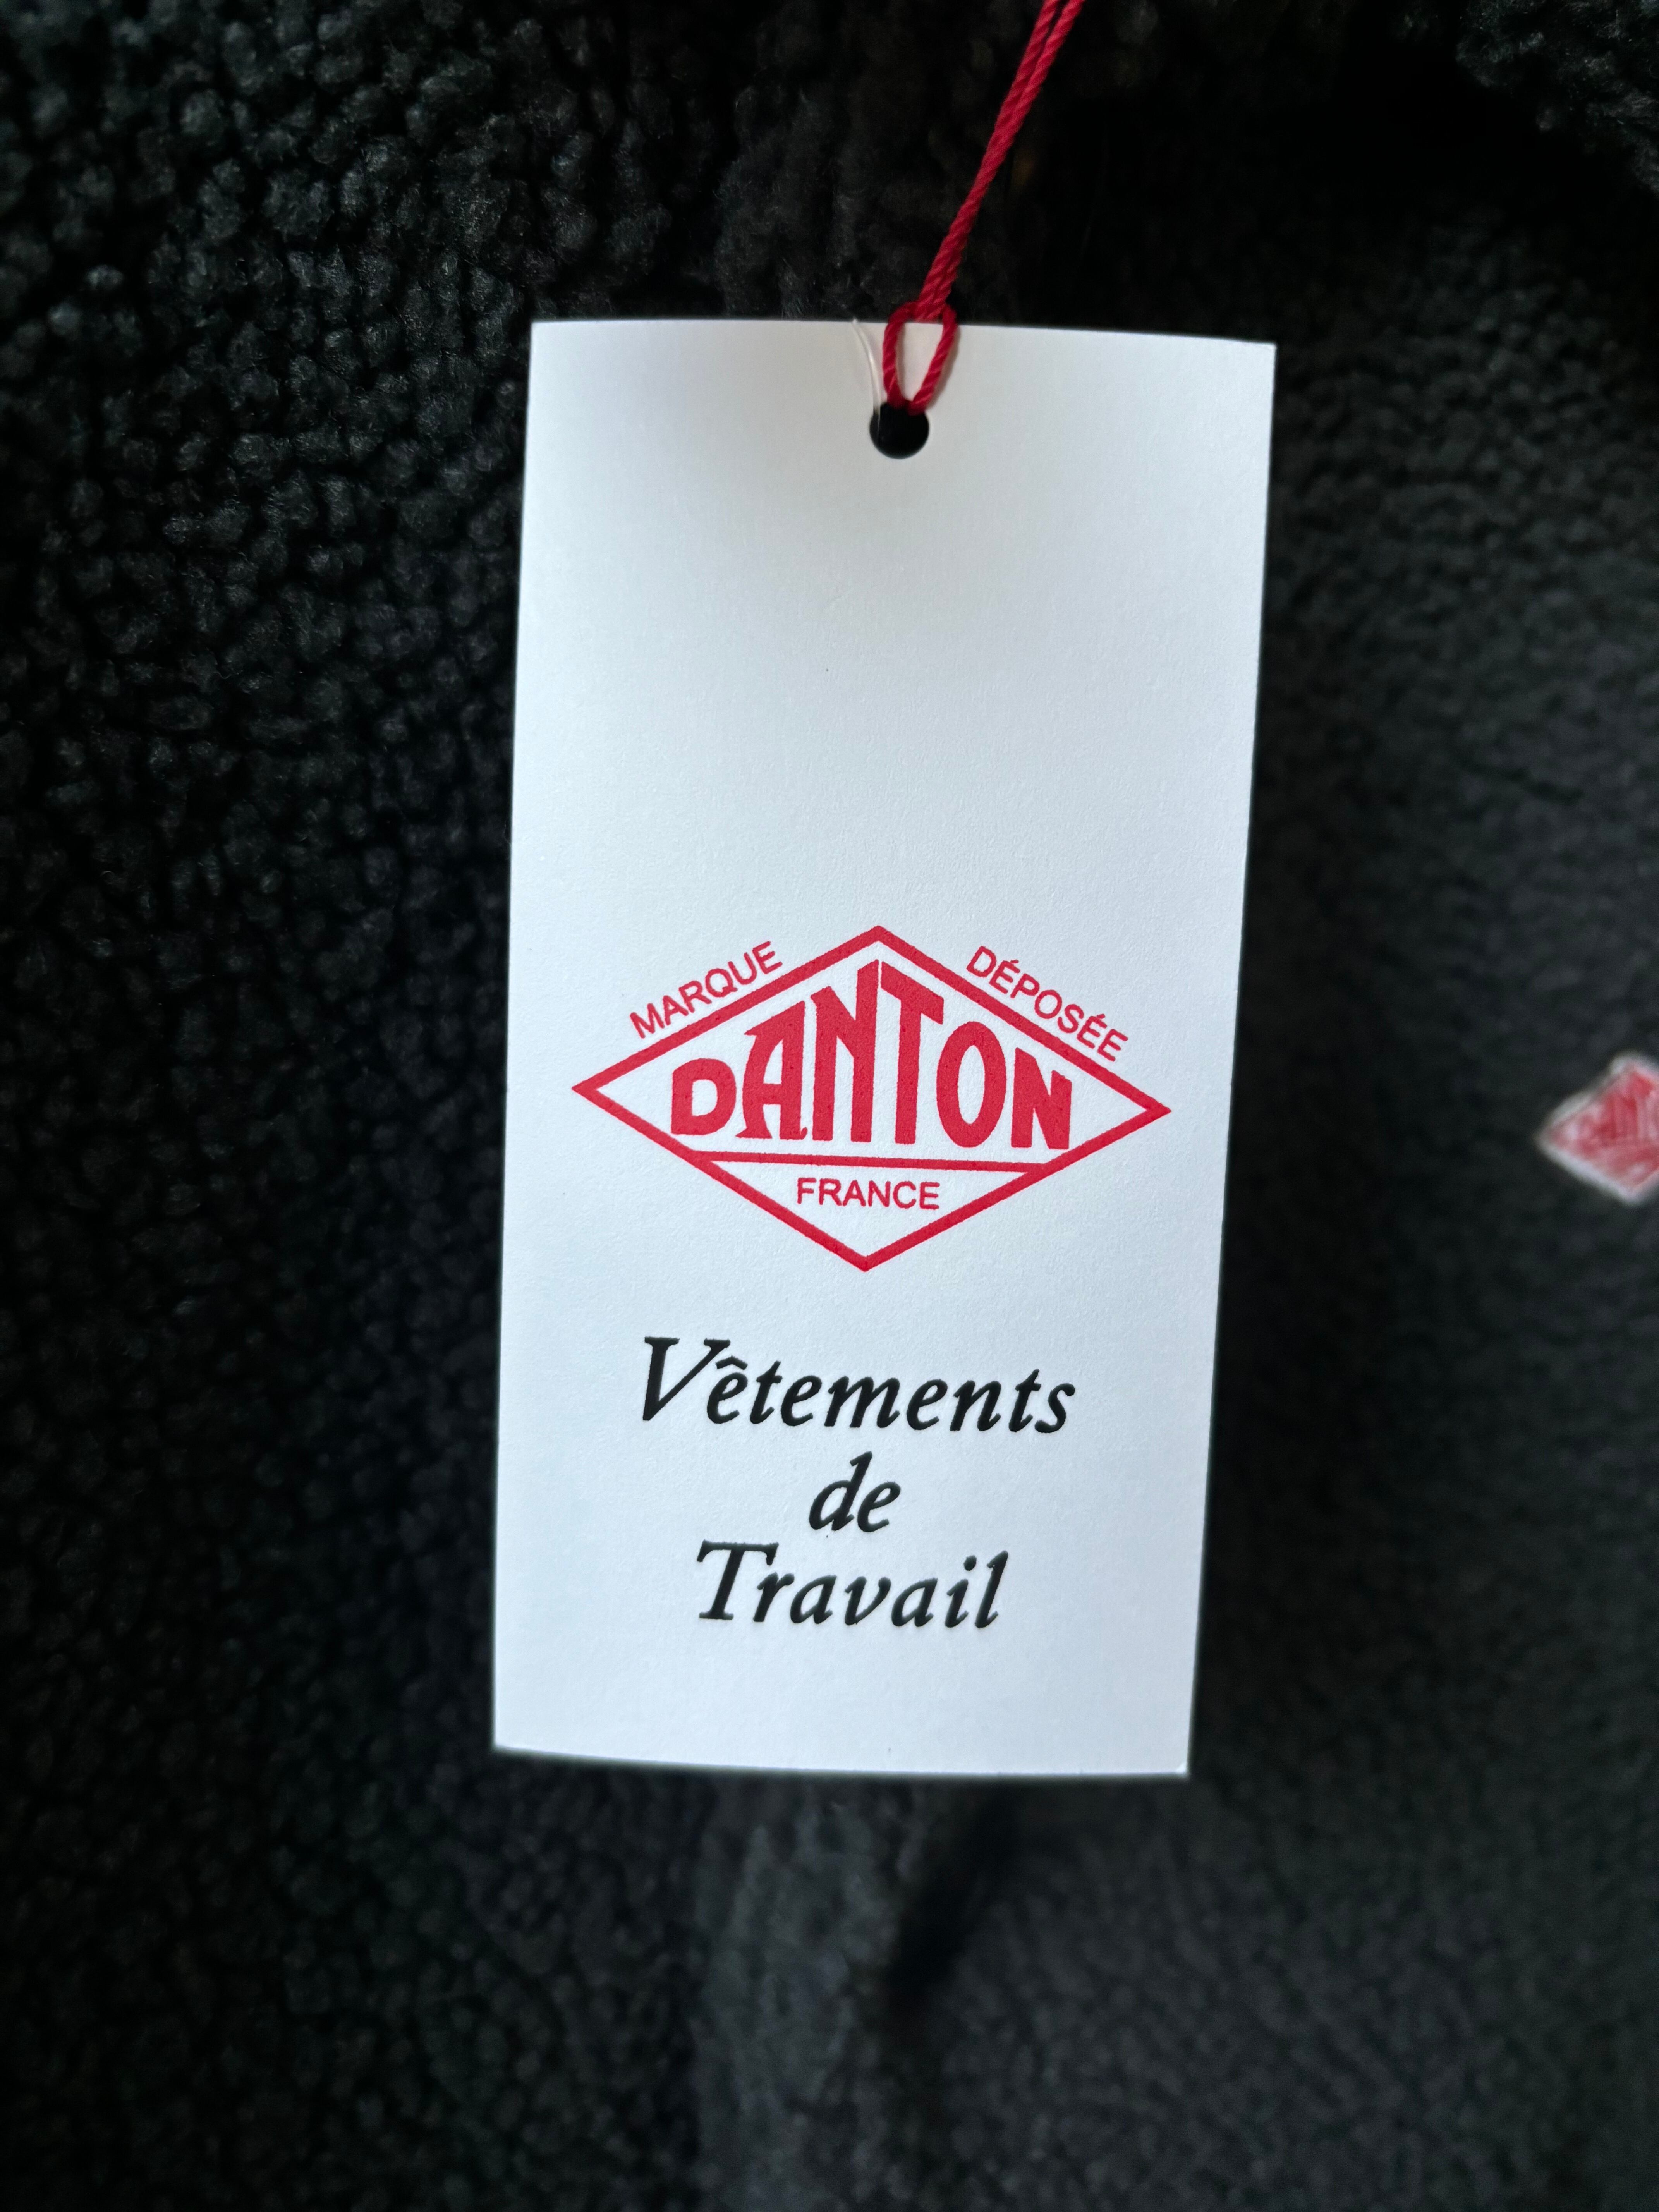 MARQUE DÉPOSÉE
DANTON
FRANCE
Vêtements
de
Travail